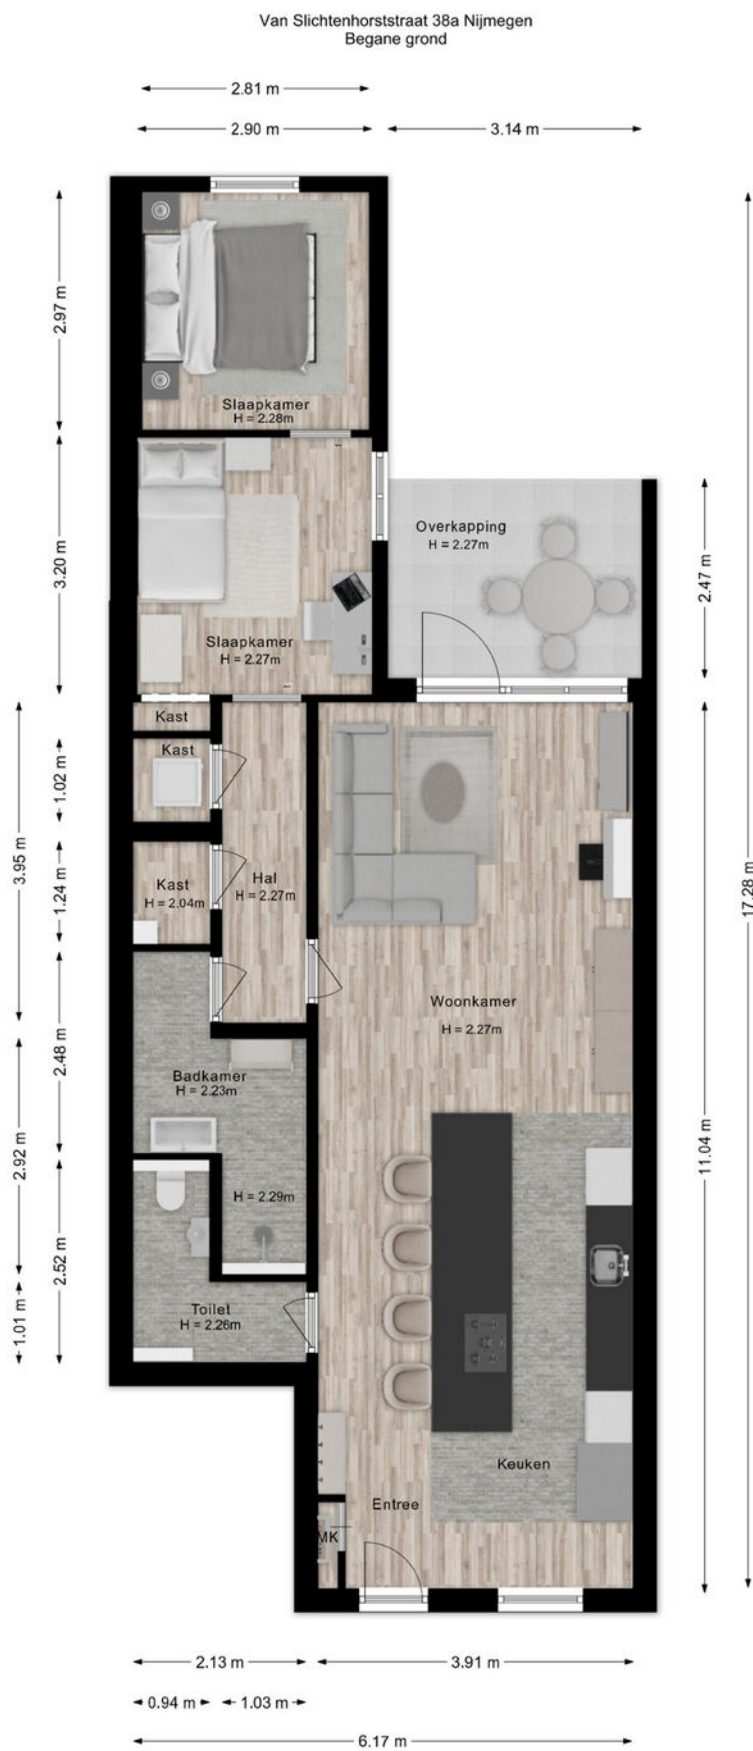 Van Slichtenhorststraat 38a Nijmegen
Begane grond
2.81 m
2.90 m
3.14 m
2.97 m
Slaapkamer
H = 2.28m
3.20 m
Overkapping
H = 2.27m
2.47 m
Slaapkamer
H = 2.27m
Kast
Kast
1.02 m
3.95 m
1.24 m
Kast
H = 2.04m
Hal
H = 2.27m
17.28 m
Woonkamer
H = 2.27m
2.48 m
Badkamer
H = 2.23m
11.04 m
2.92 m
H = 2.29m
2.52 m
1.01 m
Toilet
H = 2.26m
Keuken
Entree
MK
2.13 m
3.91 m
0.94 m
1.03 m
6.17 m